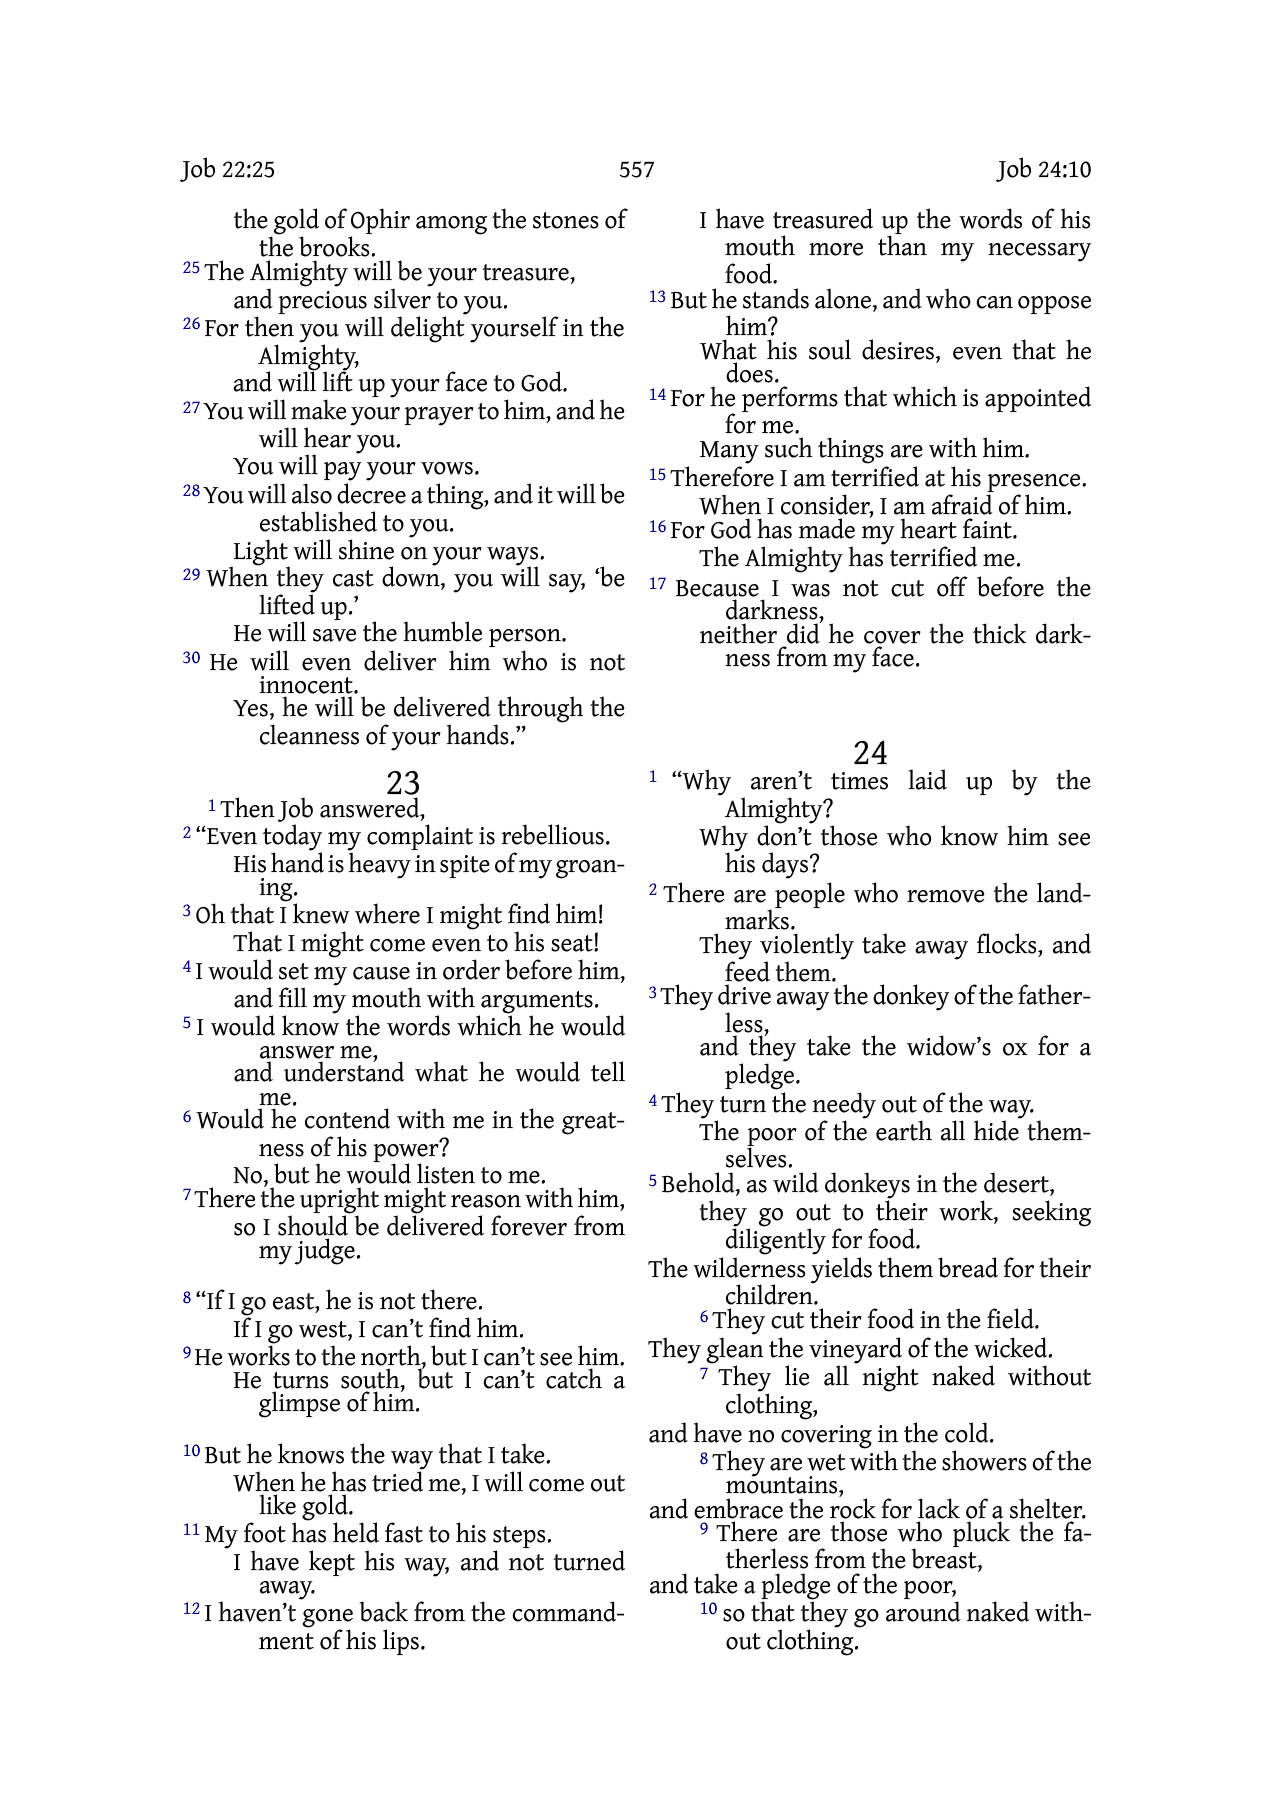 Job 22:25 557 Job 24:10
the gold of Ophir among the stones of
the brooks.
25 The Almighty will be your treasure,
and precious silver to you.
26 For then you will delight yourself in the
Almighty,
and will lift up your face to God.
27 You will make your prayer to him, and he
will hear you.
You will pay your vows.
28 You will also decree a thing, and it will be
established to you.
Light will shine on your ways.
29 When they cast down, you will say, ‘be
lifted up.’
He will save the humble person.
30 He will even deliver him who is not
innocent.
Yes, he will be delivered through the
cleanness of your hands.”
23
1 Then Job answered,
2 “Even today my complaint is rebellious.
His hand is heavy in spite of my groan-
ing.
3 Oh that I knew where I might find him!
That I might come even to his seat!
4 I would set my cause in order before him,
and fill my mouth with arguments.
5 I would know the words which he would
answer me,
and understand what he would tell
me.
6 Would he contend with me in the great-
ness of his power?
No, but he would listen to me.
7 There the upright might reason with him,
so I should be delivered forever from
my judge.
8 “If I go east, he is not there.
If I go west, I can’t find him.
9 He works to the north, but I can’t see him.
He turns south, but I can’t catch a
glimpse of him.
10 But he knows the way that I take.
When he has tried me, I will come out
like gold.
11 My foot has held fast to his steps.
I have kept his way, and not turned
away.
12 I haven’t gone back from the command-
ment of his lips.
I have treasured up the words of his
mouth more than my necessary
food.
13 But he stands alone, and who can oppose
him?
What his soul desires, even that he
does.
14 For he performs that which is appointed
for me.
Many such things are with him.
15 Therefore I am terrified at his presence.
When I consider, I am afraid of him.
16 For God has made my heart faint.
The Almighty has terrified me.
17 Because I was not cut off before the
darkness,
neither did he cover the thick dark-
ness from my face.
24
1 “Why aren’t times laid up by the
Almighty?
Why don’t those who know him see
his days?
2 There are people who remove the land-
marks.
They violently take away flocks, and
feed them.
3 They drive away the donkey of the father-
less,
and they take the widow’s ox for a
pledge.
4 They turn the needy out of the way.
The poor of the earth all hide them-
selves.
5 Behold, as wild donkeys in the desert,
they go out to their work, seeking
diligently for food.
The wilderness yields them bread for their
children.
6 They cut their food in the field.
They glean the vineyard of the wicked.
7 They lie all night naked without
clothing,
and have no covering in the cold.
8 They are wet with the showers of the
mountains,
and embrace the rock for lack of a shelter.
9 There are those who pluck the fa-
therless from the breast,
and take a pledge of the poor,
10 so that they go around naked with-
out clothing.